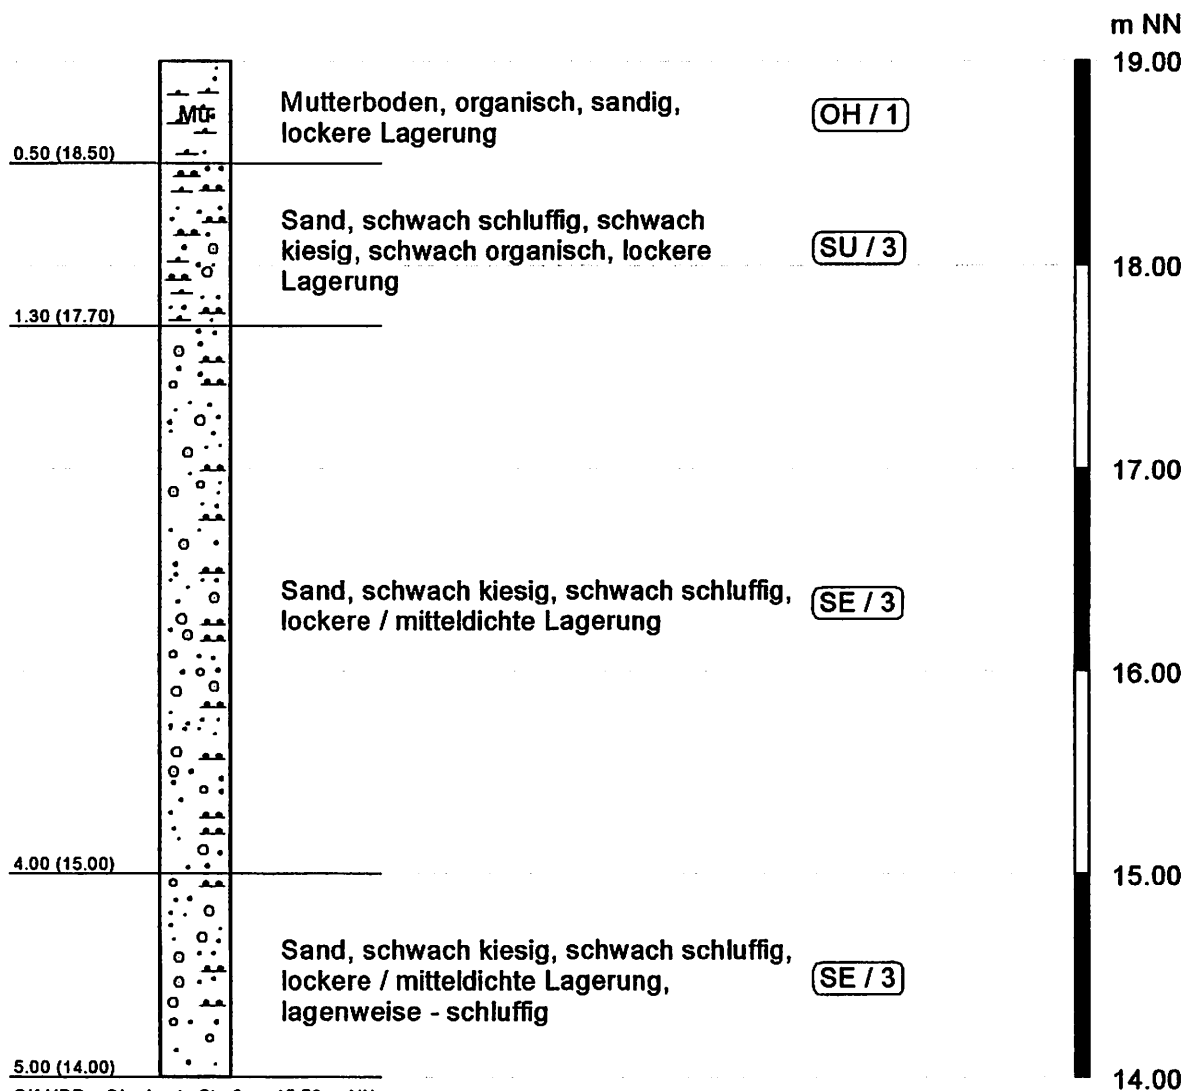 m NN
19.00
Mu
Mutterboden, organisch, sandig,
lockere Lagerung
OH / 1
0.50 (18.50)
Sand, schwach schluffig, schwach
kiesig, schwach organisch, lockere
Lagerung
SU / 3
18.00
1.30 (17.70)
17.00
Sand, schwach kiesig, schwach schluffig,
lockere / mitteldichte Lagerung
SE / 3
16.00
4.00 (15.00)
15.00
Sand, schwach kiesig, schwach schluffig,
lockere / mitteldichte Lagerung,
lagenweise - schluffig
SE / 3
5.00 (14.00)
14.00